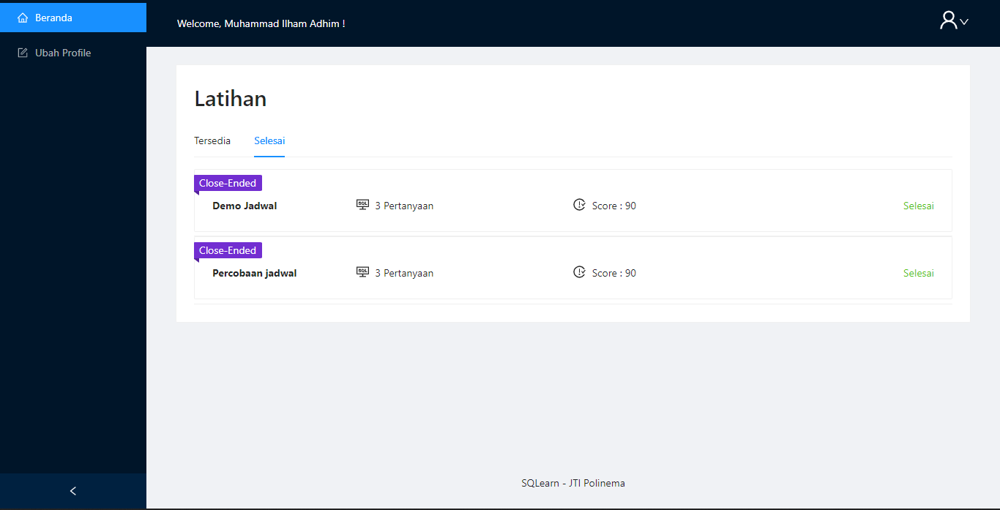 Beranda
Ubah Profile
Welcome, Muhammad Ilham Adhim !
Latihan
Tersedia Selesai
Close-Ended
Demo Jadwal SQL 3 Pertanyaan Score : 90 Selesai
Close-Ended
Percobaan jadwal SQL 3 Pertanyaan Score : 90 Selesai
SQLearn - JTI Polinema